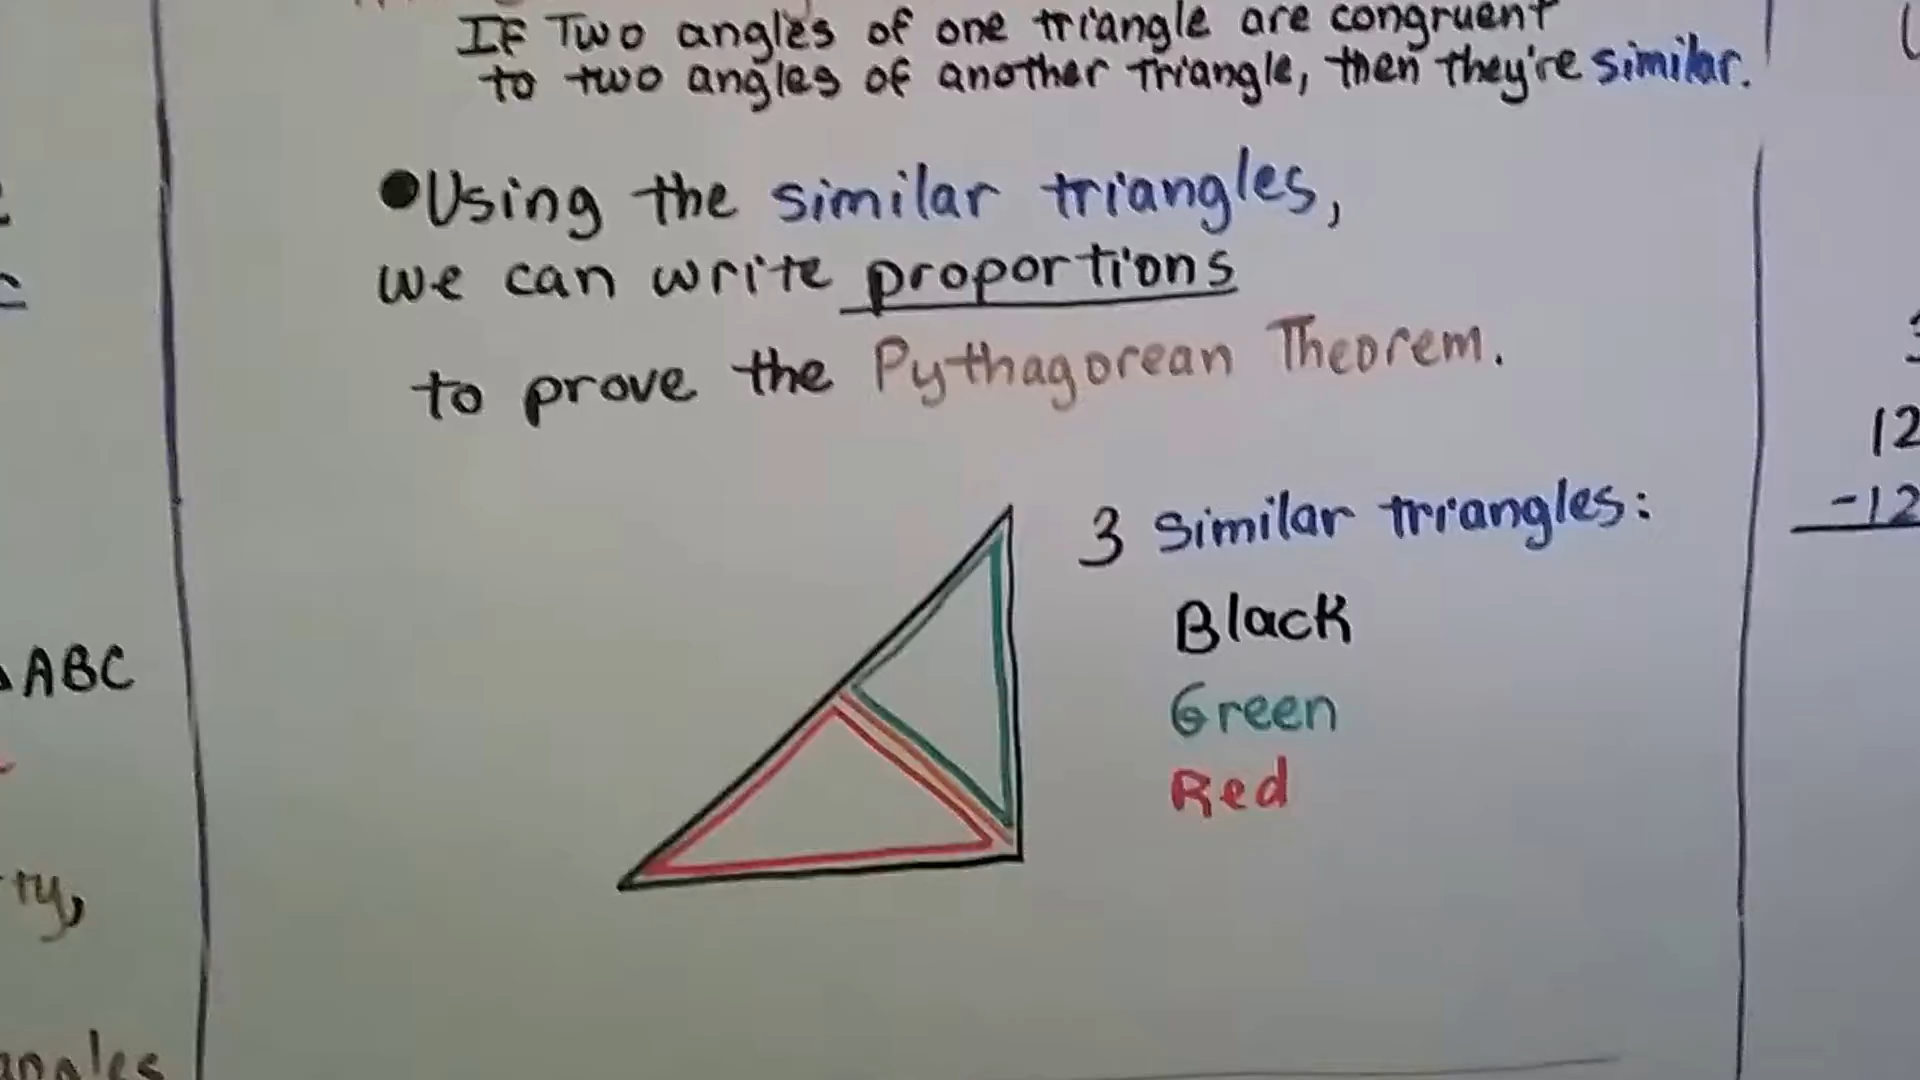 IF Two angles of one triangle are congruent
to two angles of another Triangle, then they're similar.
●Using the similar triangles,
we can write proportions
to prove the Pythagorean Theorem.
3 Similar triangles:
Black
Green
Red
ABC
12
-12